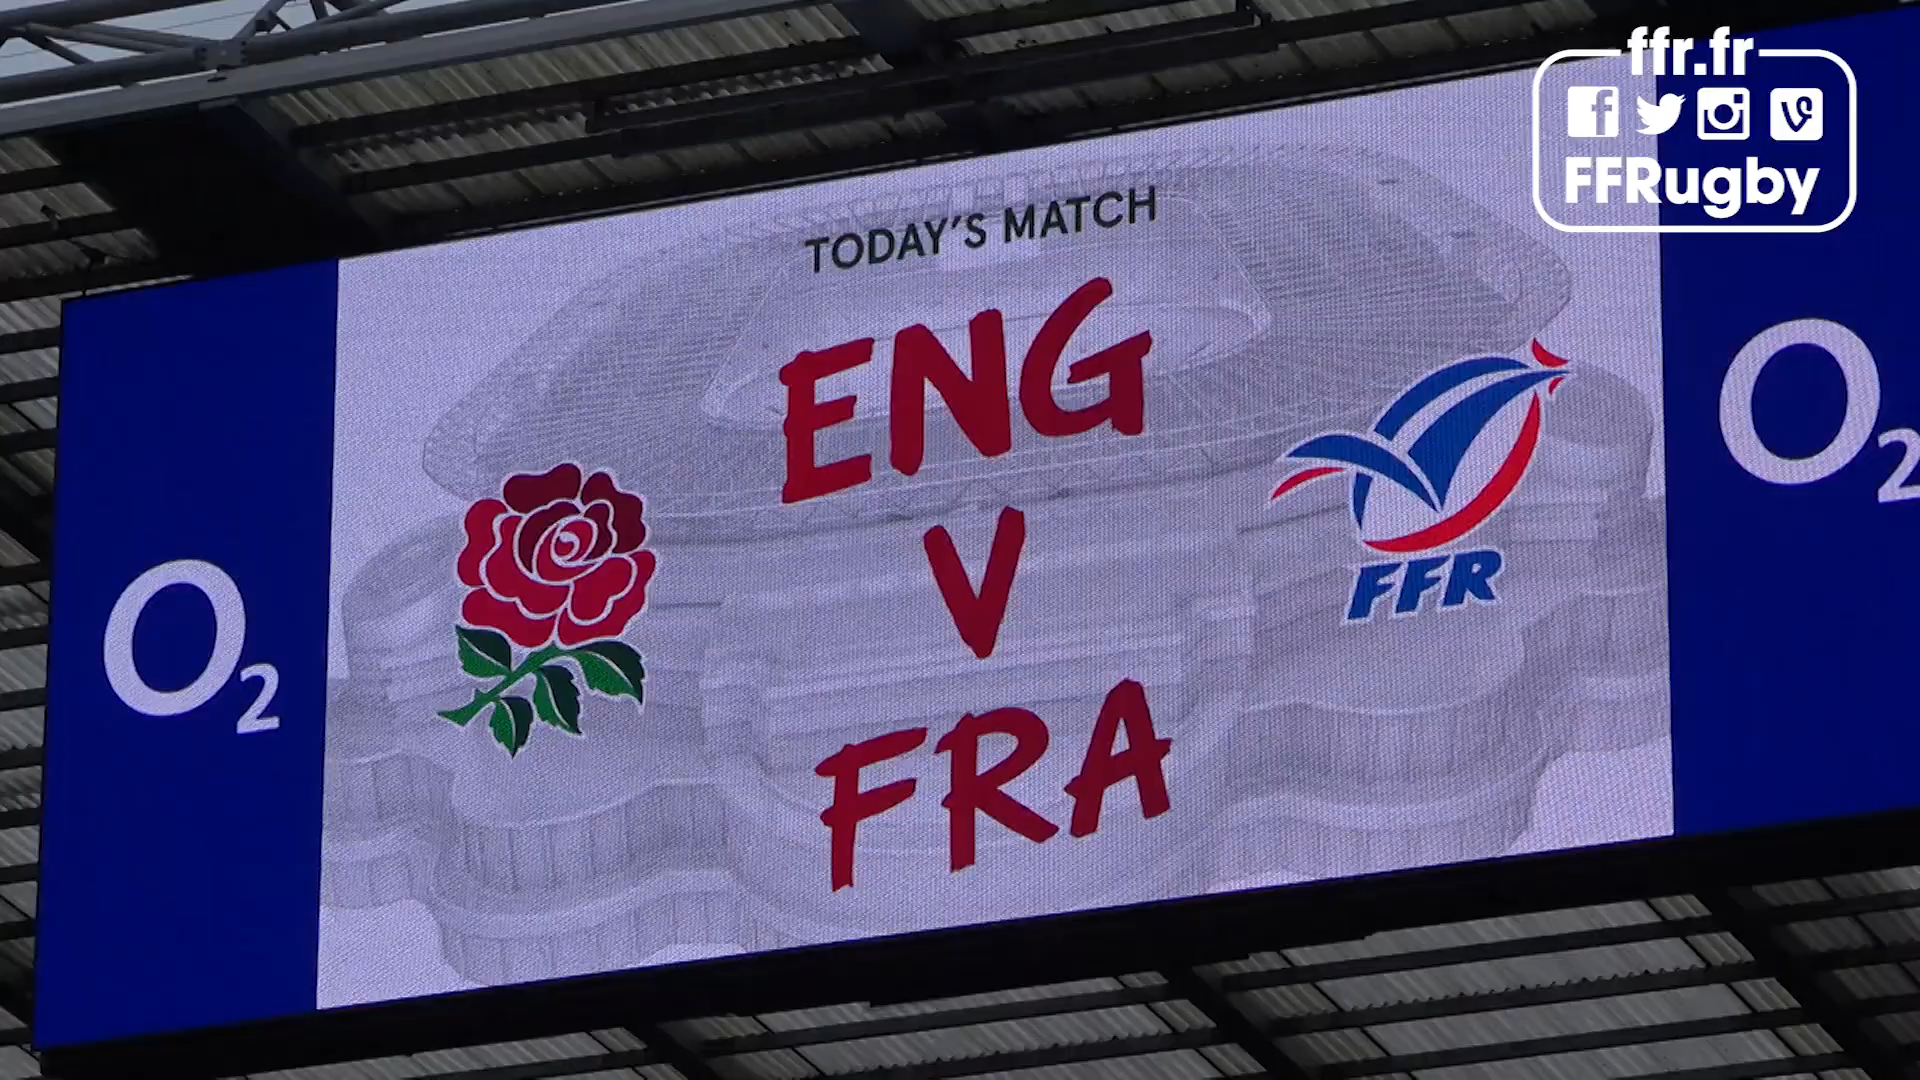 ffr.fr
FFRugby
TODAY'S MATCH
ENG
V
FRA
FFR
O2
O2